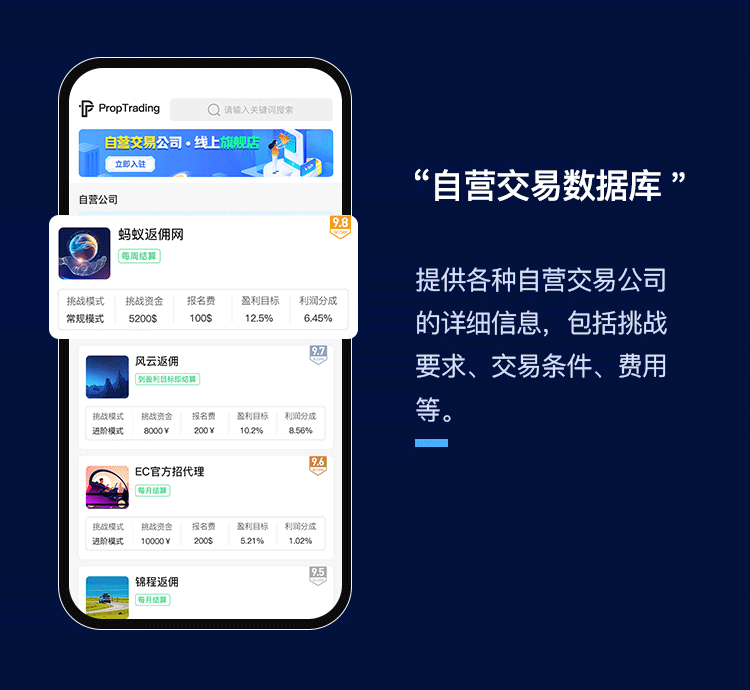 PropTrading
请输入关键词搜索
自营交易公司·线上旗舰店
立即入驻
自营公司
蚂蚁返佣网
9.8
每周结算
挑战模式 挑战资金 报名费 盈利目标 利润分成
常规模式 5200$ 100$ 12.5% 6.45%
风云返佣
9.7
到盈利目标即结算
挑战模式 挑战资金 报名费 盈利目标 利润分成
进阶模式 8000¥ 200¥ 10.2% 8.56%
EC官方招代理
9.6
每月结算
挑战模式 挑战资金 报名费 盈利目标 利润分成
进阶模式 10000¥ 200$ 5.21% 1.02%
锦程返佣
9.5
每月结算
“自营交易数据库”
提供各种自营交易公司
的详细信息，包括挑战
要求、交易条件、费用
等。